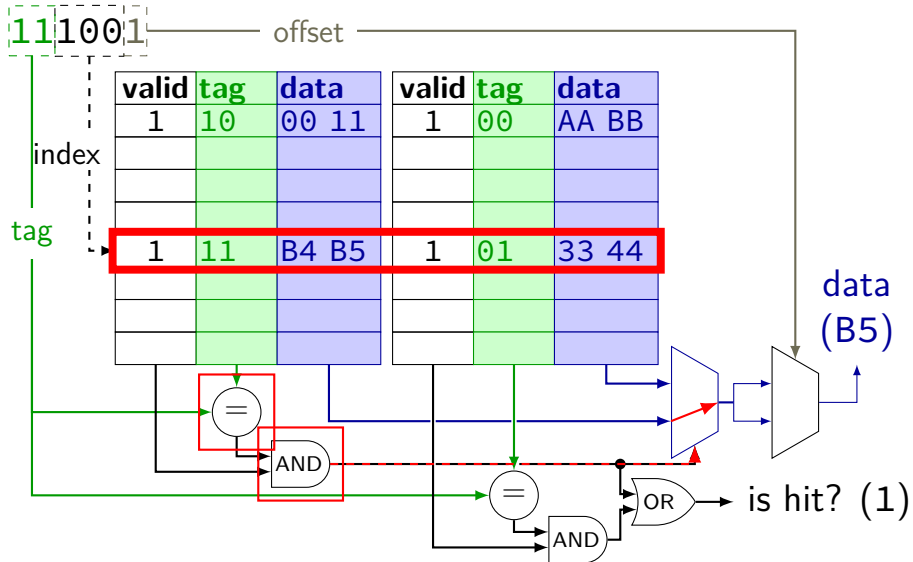 111001
offset
valid tag data valid tag data
1 10 00 11 1 00 AA BB
index
tag
1 11 B4 B5 1 01 33 44
data
(B5)
=
AND
=
OR
is hit? (1)
AND